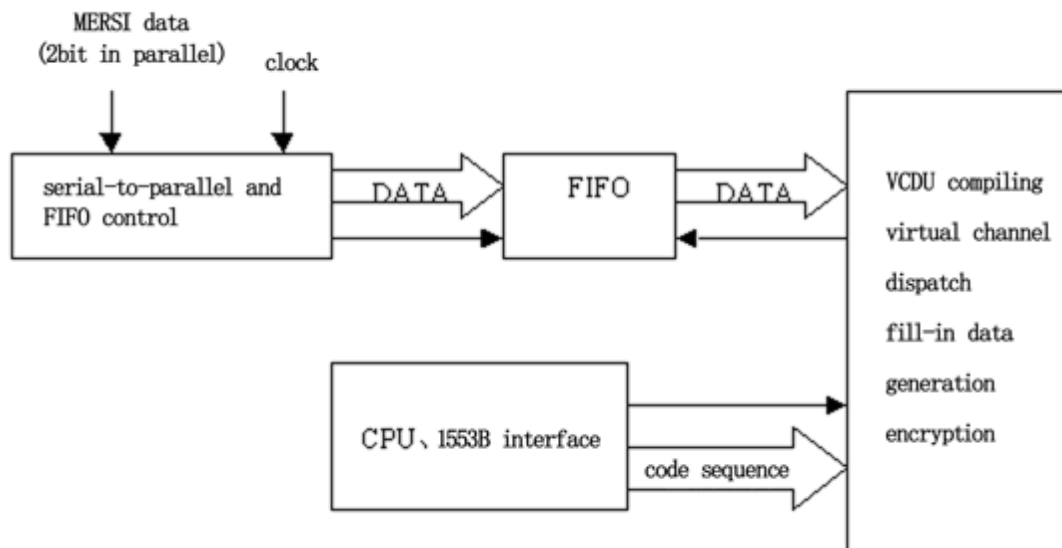 MERSI data
(2bit in parallel)
clock
serial-to-parallel and
FIFO control
DATA
FIFO
DATA
VCDU compiling
virtual channel
dispatch
fill-in data
generation
encryption
CPU、1553B interface
code sequence